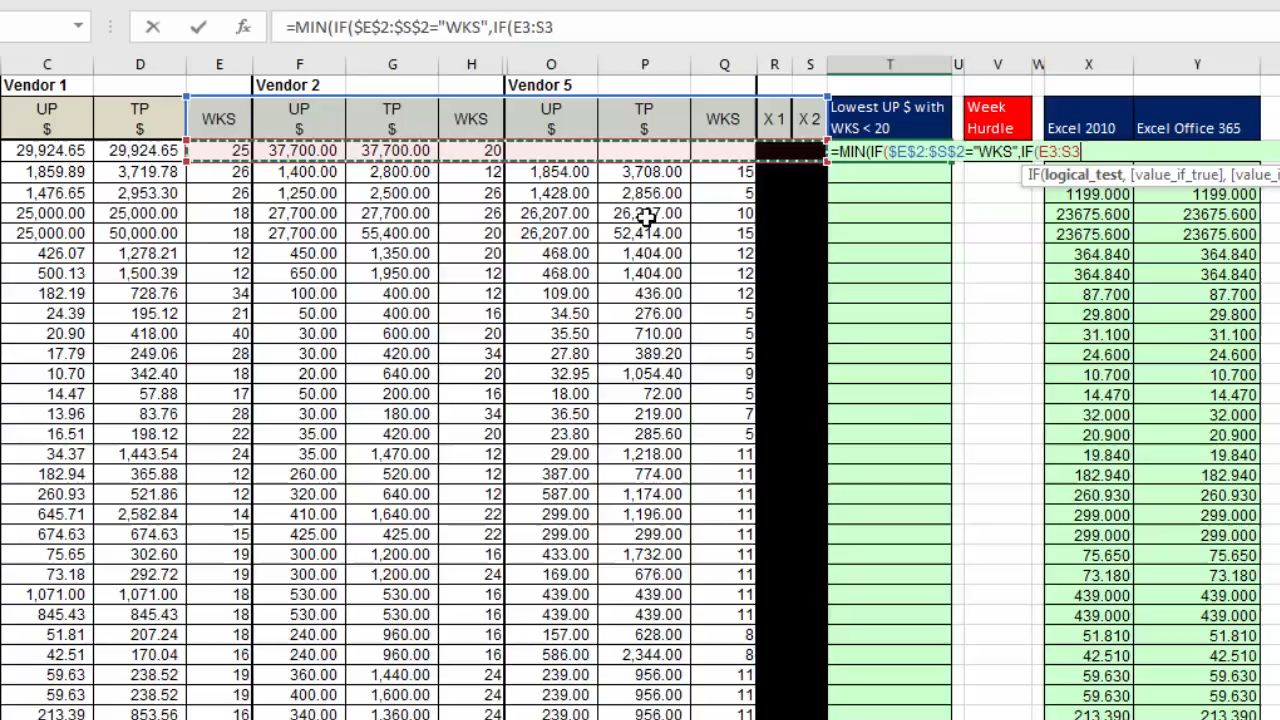 =MIN(IF($E$2:$S$2="WKS",IF(E3:S3
C D E F G H O P Q R S T U V W X Y
Vendor 1 Vendor 2 Vendor 5
UP TP UP TP UP TP Lowest UP $ with Week
WKS WKS WKS X 1 X 2
$ $ $ $ $ $ WKS < 20 Hurdle Excel 2010 Excel Office 365
29,924.65 29,924.65 25 37,700.00 37,700.00 20 =MIN(IF($E$2:$S$2="WKS",IF(E3:S3
1,859.89 3,719.78 26 1,400.00 2,800.00 12 1,854.00 3,708.00 15 IF(logical_test, [value_if_true], [value_i
1,476.65 2,953.30 26 1,250.00 2,500.00 26 1,428.00 2,856.00 5 1199.000 1199.000
25,000.00 25,000.00 18 27,700.00 27,700.00 26 26,207.00 10 23675.600 23675.600
25,000.00 50,000.00 18 27,700.00 55,400.00 20 26,207.00 52,414.00 15 23675.600 23675.600
426.07 1,278.21 12 450.00 1,350.00 20 468.00 1,404.00 12 364.840 364.840
500.13 1,500.39 12 650.00 1,950.00 12 468.00 1,404.00 12 364.840 364.840
182.19 728.76 34 100.00 400.00 12 109.00 436.00 12 87.700 87.700
24.39 195.12 21 50.00 400.00 16 34.50 276.00 5 29.800 29.800
20.90 418.00 40 30.00 600.00 20 35.50 710.00 5 31.100 31.100
17.79 249.06 28 30.00 420.00 34 27.80 389.20 5 24.600 24.600
10.70 342.40 18 20.00 640.00 20 32.95 1,054.40 9 10.700 10.700
14.47 57.88 17 50.00 200.00 16 18.00 72.00 5 14.470 14.470
13.96 83.76 28 30.00 180.00 34 36.50 219.00 7 32.000 32.000
16.51 198.12 22 35.00 420.00 20 23.80 285.60 5 20.900 20.900
34.37 1,443.54 24 35.00 1,470.00 12 29.00 1,218.00 11 19.840 19.840
182.94 365.88 12 260.00 520.00 12 387.00 774.00 11 182.940 182.940
260.93 521.86 12 320.00 640.00 12 587.00 1,174.00 11 260.930 260.930
645.71 2,582.84 14 410.00 1,640.00 22 299.00 1,196.00 11 299.000 299.000
674.63 674.63 15 425.00 425.00 22 299.00 299.00 11 299.000 299.000
75.65 302.60 19 300.00 1,200.00 16 433.00 1,732.00 11 75.650 75.650
73.18 292.72 19 300.00 1,200.00 24 169.00 676.00 11 73.180 73.180
1,071.00 1,071.00 18 530.00 530.00 16 439.00 439.00 11 439.000 439.000
845.43 845.43 18 530.00 530.00 16 439.00 439.00 11 439.000 439.000
51.81 207.24 18 240.00 960.00 16 157.00 628.00 8 51.810 51.810
42.51 170.04 16 240.00 960.00 16 586.00 2,344.00 8 42.510 42.510
59.63 238.52 19 360.00 1,440.00 24 239.00 956.00 11 59.630 59.630
59.63 238.52 19 400.00 1,600.00 24 239.00 956.00 11 59.630 59.630
213.39 853.56 16 340.00 1,360.00 24 239.00 956.00 11 213.390 213.390